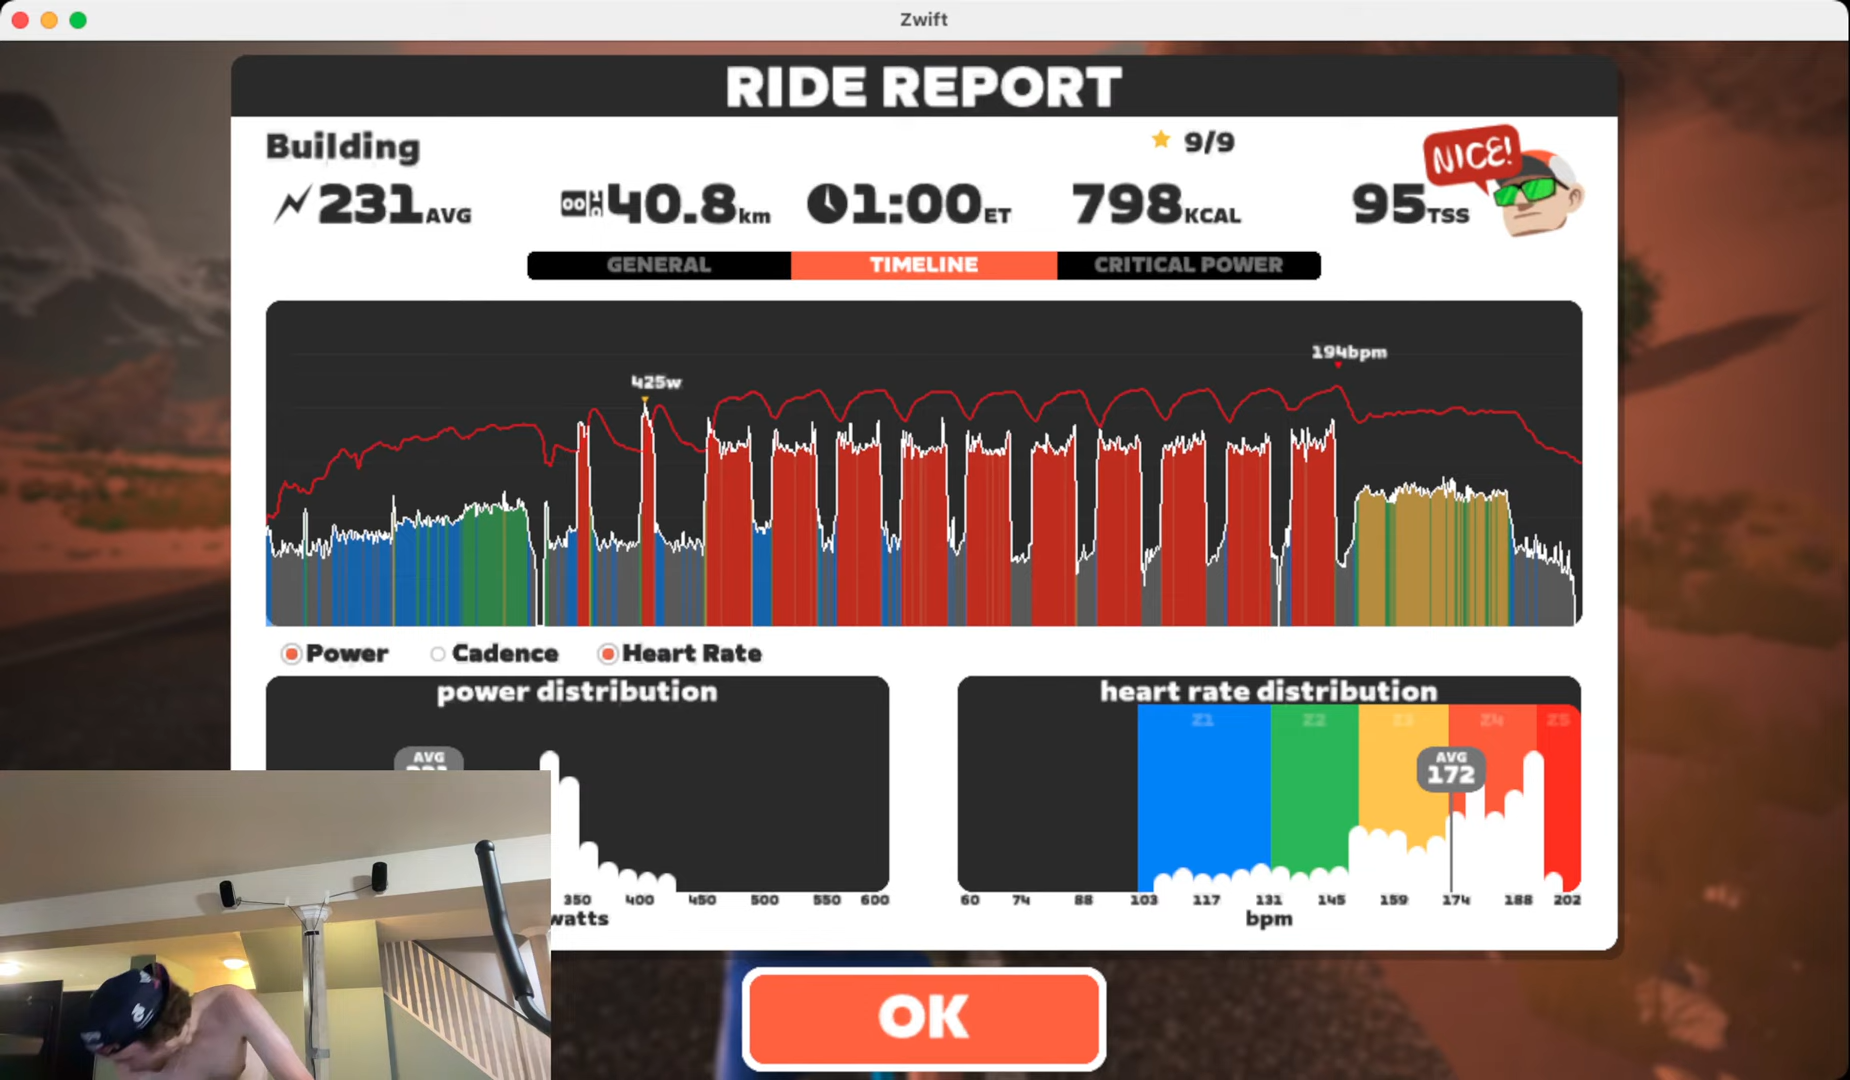 Zwift
RIDE REPORT
Building
9/9
NICE!
231AVG
40.8km
1:00ET
798KCAL
95TSS
GENERAL
TIMELINE
CRITICAL POWER
425w
194bpm
Power
Cadence
Heart Rate
power distribution
AVG
350 400 450 500 550 600
watts
heart rate distribution
Z1 Z2 Z3 Z4 Z5
AVG
172
60 74 88 103 117 131 145 159 174 188 202
bpm
OK